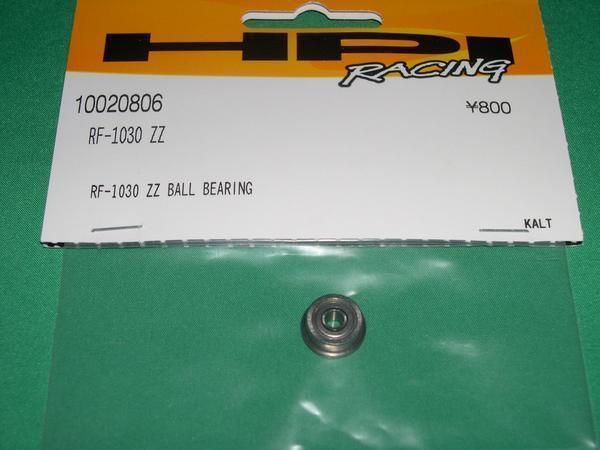 HPI
RACING
10020806
¥800
RF-1030 ZZ
RF-1030 ZZ BALL BEARING
KALT